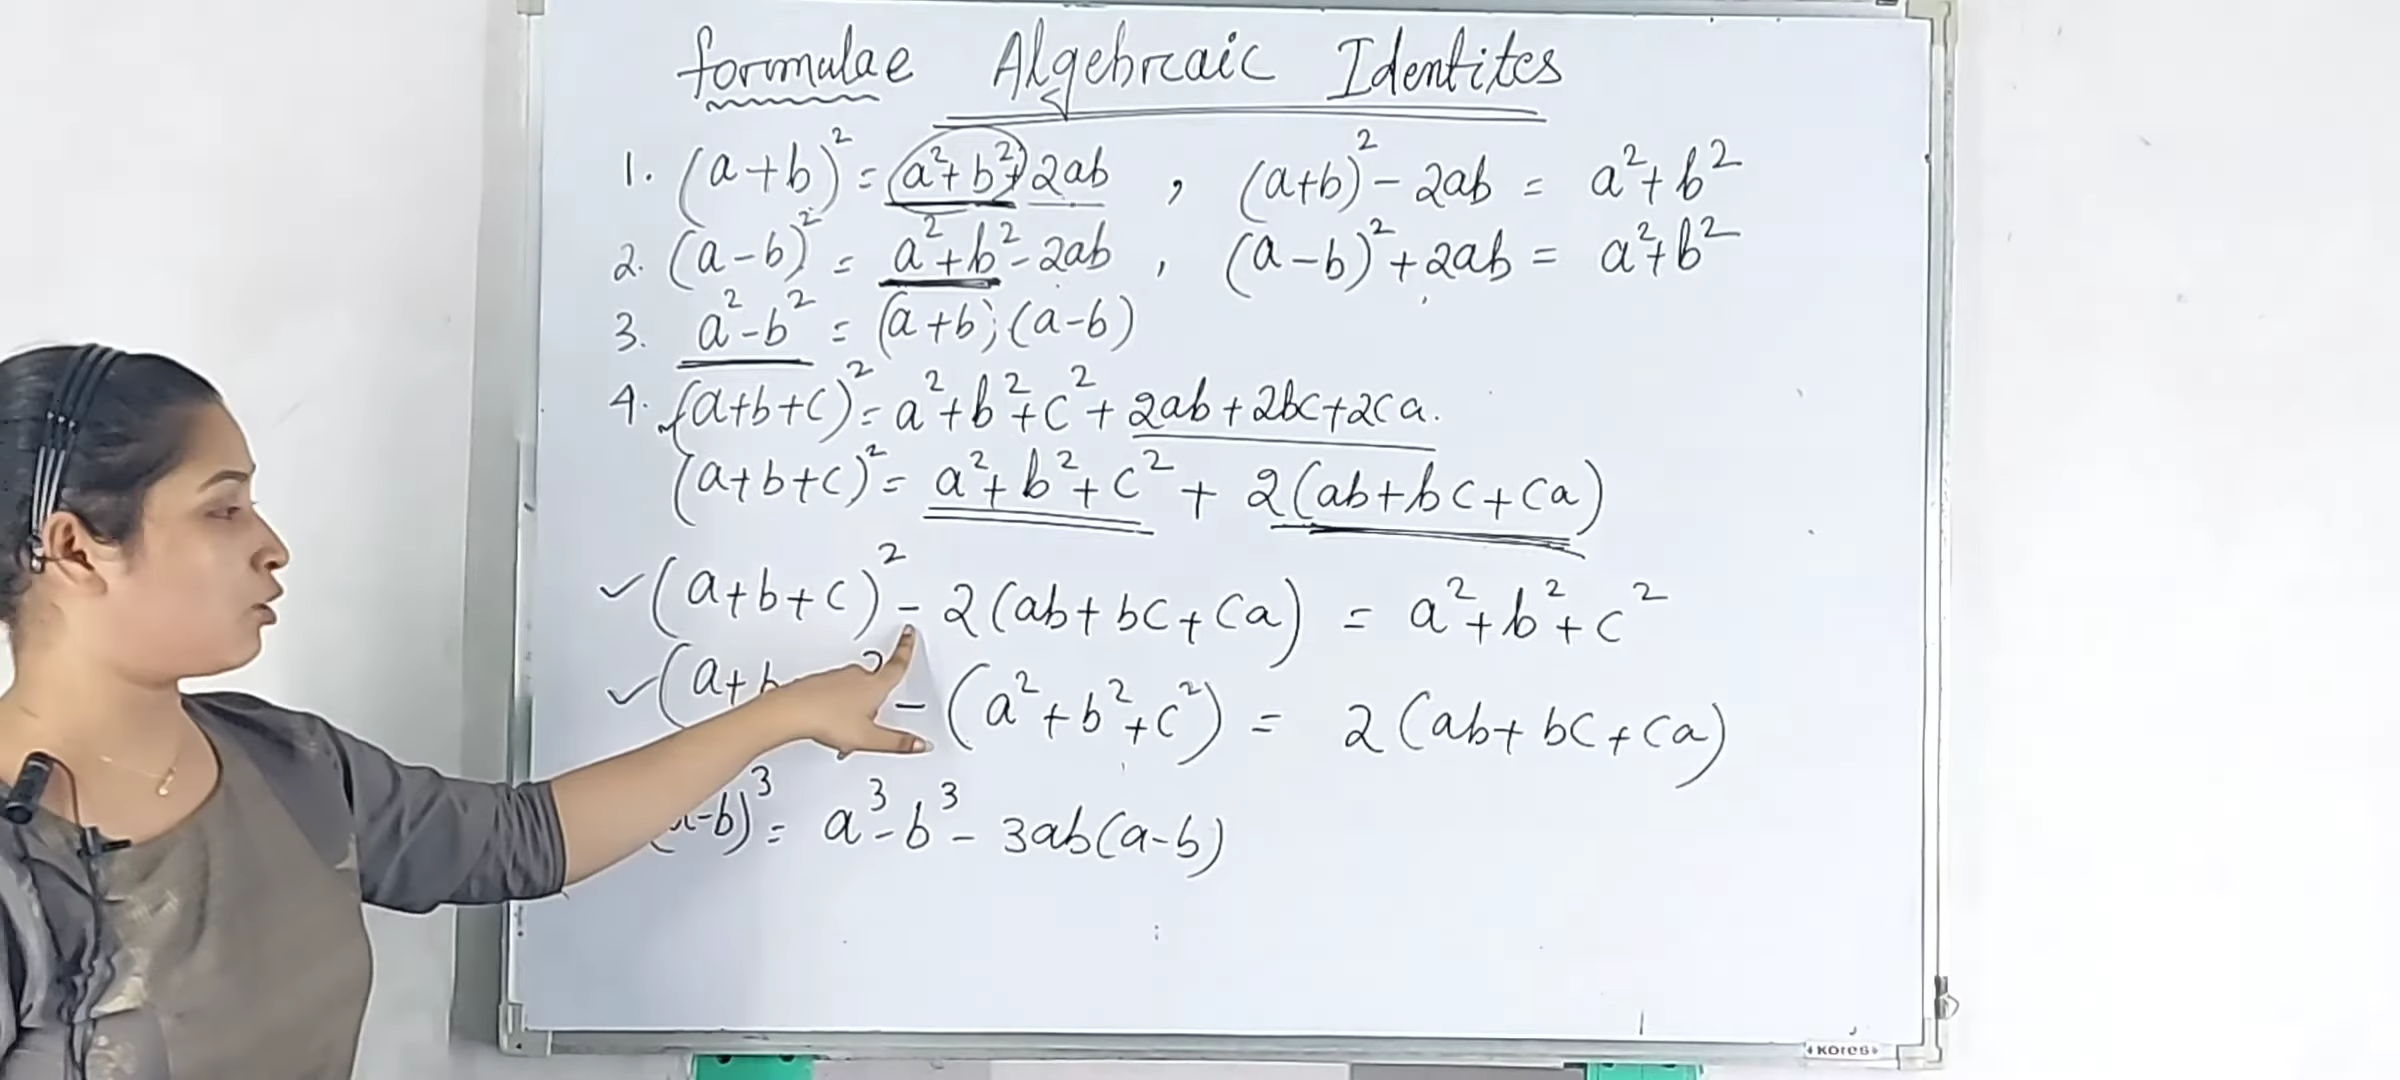 formulae Algebraic Identites
1. (a+b)² = a²+b²+2ab , (a+b)² - 2ab = a²+b²
2. (a-b)² = a²+b²-2ab , (a-b)²+2ab = a²+b²
3. a²-b² = (a+b)(a-b)
4. (a+b+c)² = a²+b²+c²+2ab+2bc+2ca.
(a+b+c)² = a²+b²+c² + 2(ab+bc+ca)
✓(a+b+c)² - 2(ab+bc+ca) = a²+b²+c²
✓(a+b ² - (a²+b²+c²) = 2(ab+bc+ca)
-b)³ = a³-b³-3ab(a-b)
Kores